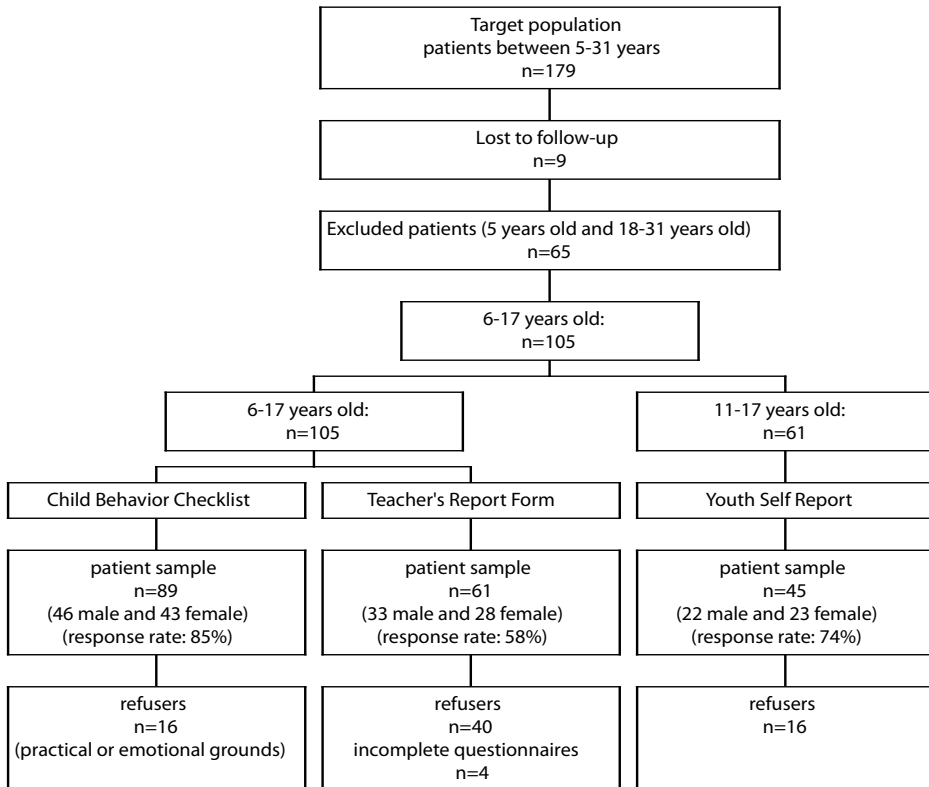 Target population
patients between 5-31 years
n=179
Lost to follow-up
n=9
Excluded patients (5 years old and 18-31 years old)
n=65
6-17 years old:
n=105
6-17 years old:
n=105
11-17 years old:
n=61
Child Behavior Checklist
Teacher's Report Form
Youth Self Report
patient sample
n=89
(46 male and 43 female)
(response rate: 85%)
patient sample
n=61
(33 male and 28 female)
(response rate: 58%)
patient sample
n=45
(22 male and 23 female)
(response rate: 74%)
refusers
n=16
(practical or emotional grounds)
refusers
n=40
incomplete questionnaires
n=4
refusers
n=16